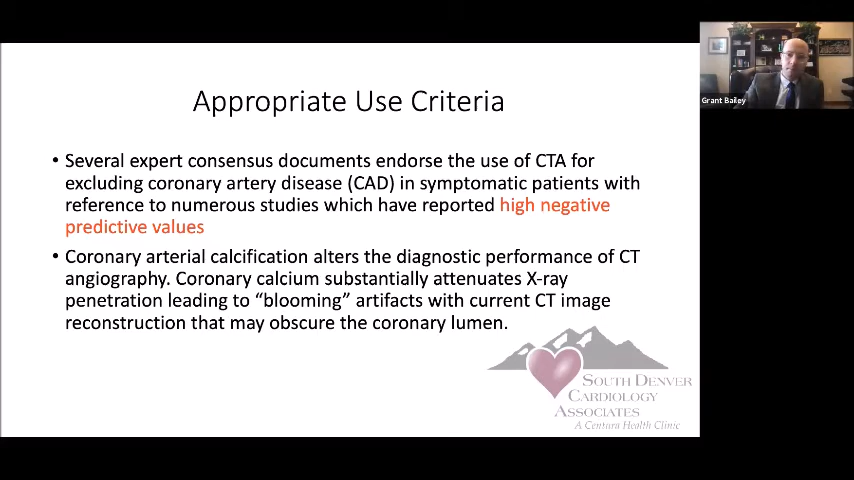 Appropriate Use Criteria
• Several expert consensus documents endorse the use of CTA for
excluding coronary artery disease (CAD) in symptomatic patients with
reference to numerous studies which have reported high negative
predictive values
• Coronary arterial calcification alters the diagnostic performance of CT
angiography. Coronary calcium substantially attenuates X-ray
penetration leading to “blooming” artifacts with current CT image
reconstruction that may obscure the coronary lumen.
South Denver
Cardiology
Associates
A Centura Health Clinic
Grant Bailey